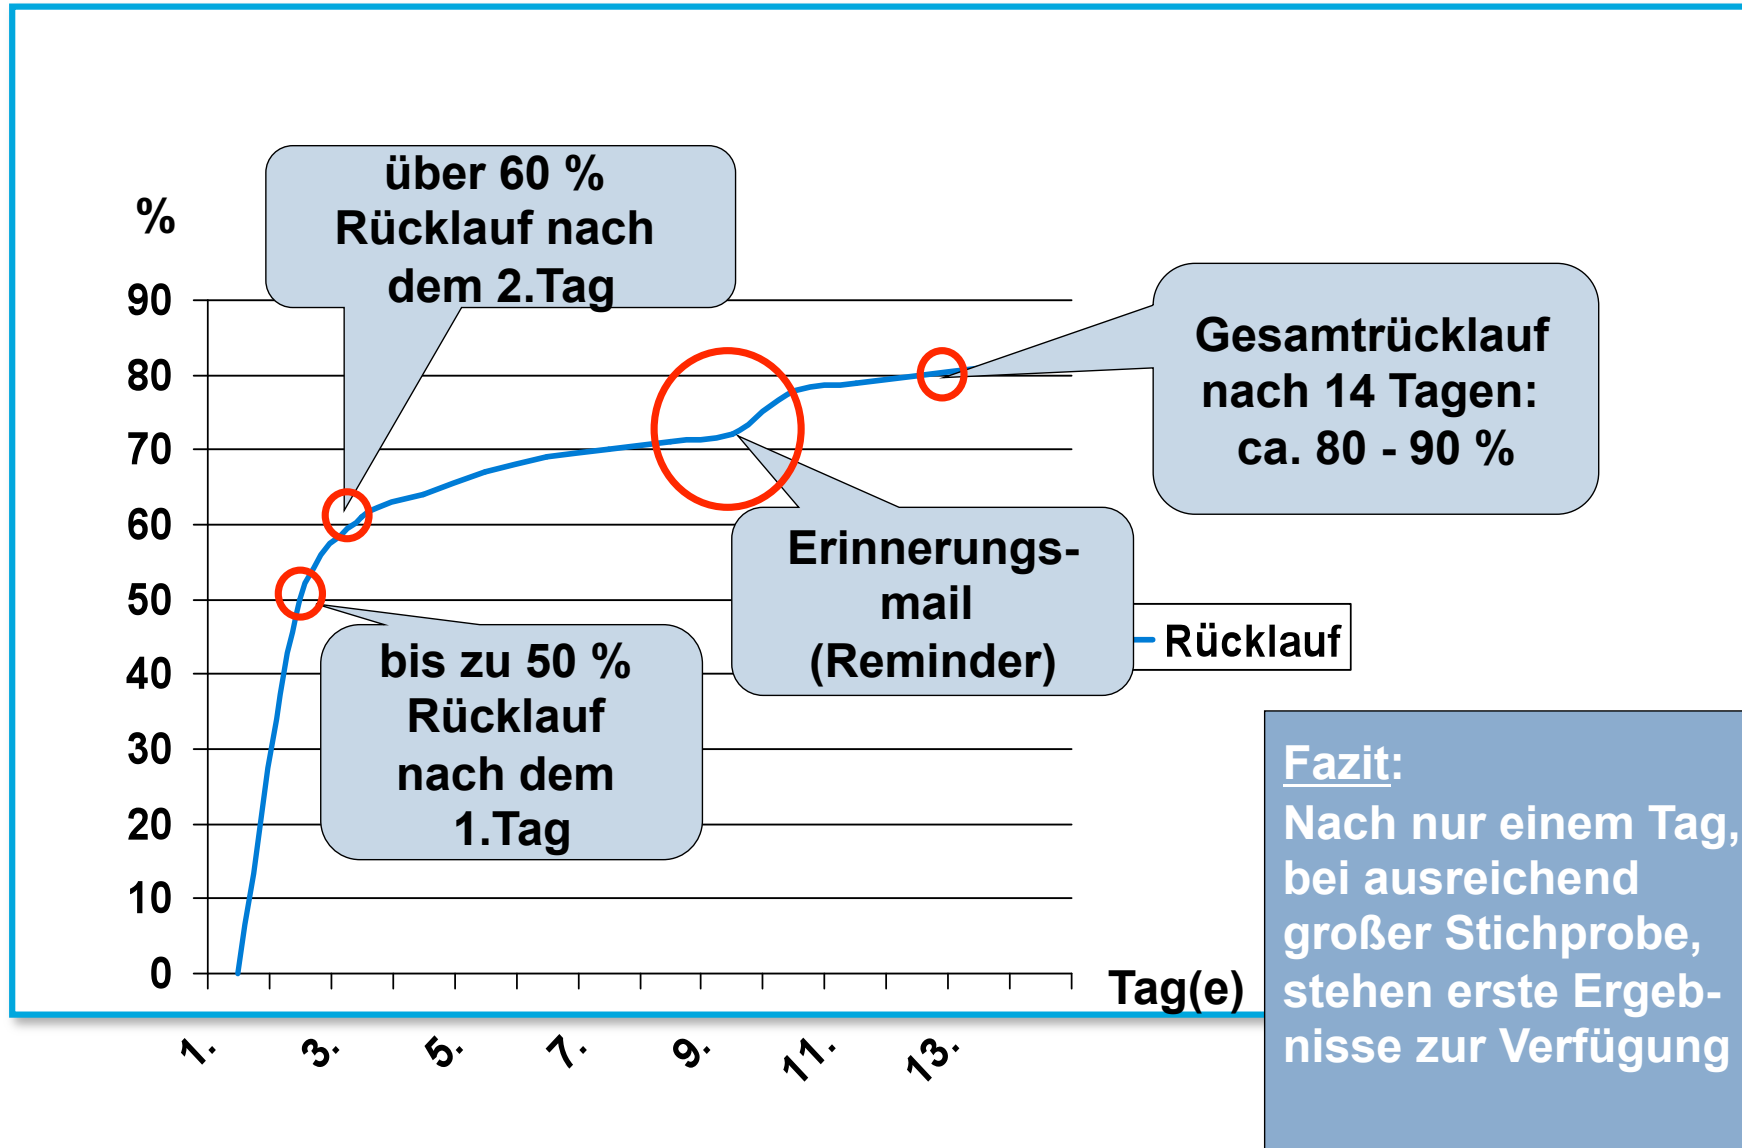 über 60 %
Rücklauf nach
dem 2.Tag
%
90
80
70
60
50
40
30
20
10
0
Gesamtrücklauf
nach 14 Tagen:
ca. 80 - 90 %
Erinnerungs-
mail
(Reminder)
bis zu 50 %
Rücklauf
nach dem
1.Tag
Rücklauf
Tag(e)
1.
3.
5.
7.
9.
11.
13.
Fazit:
Nach nur einem Tag,
bei ausreichend
großer Stichprobe,
stehen erste Ergeb-
nisse zur Verfügung